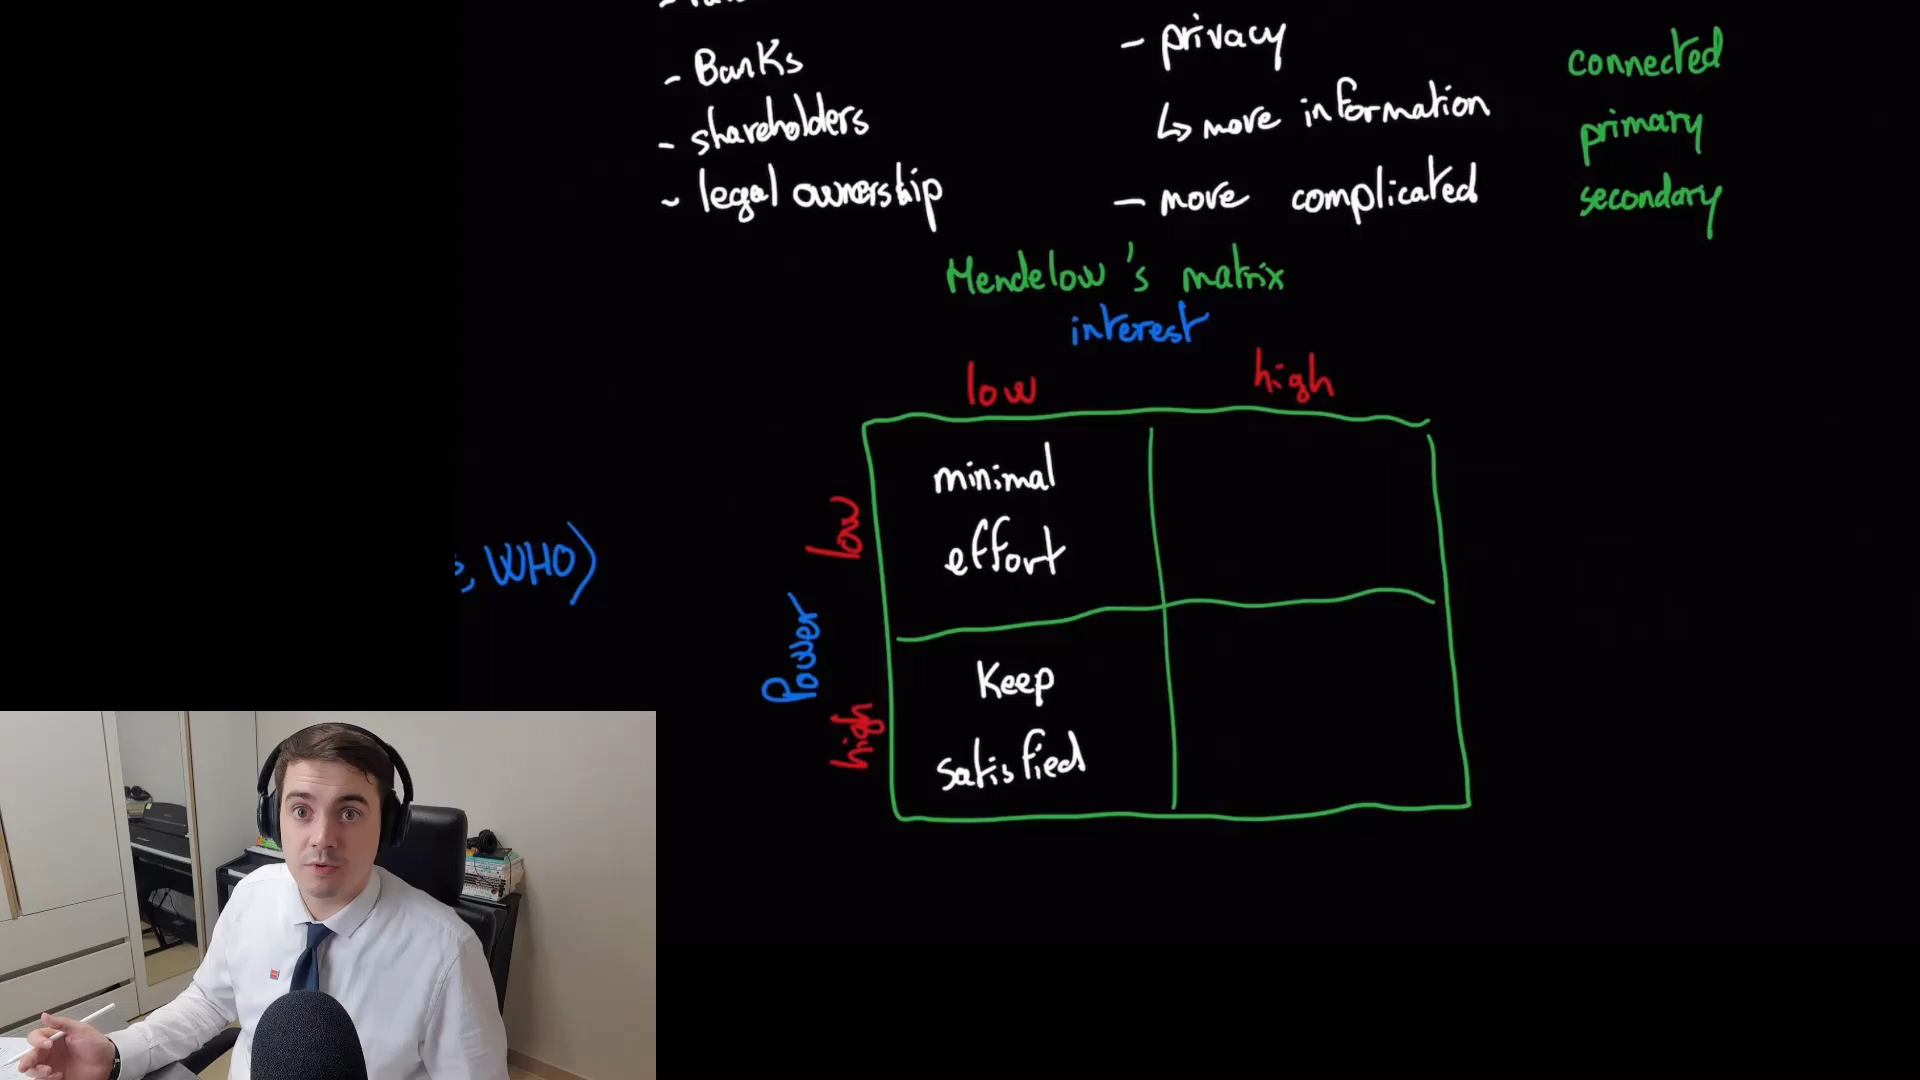 - Banks
- shareholders
~ legal ownership
- privacy
↳ more information
- more complicated
connected
primary
secondary
Mendelow's matrix
interest
low
high
Power
low
high
minimal
effort
Keep
satisfied
, WHO)